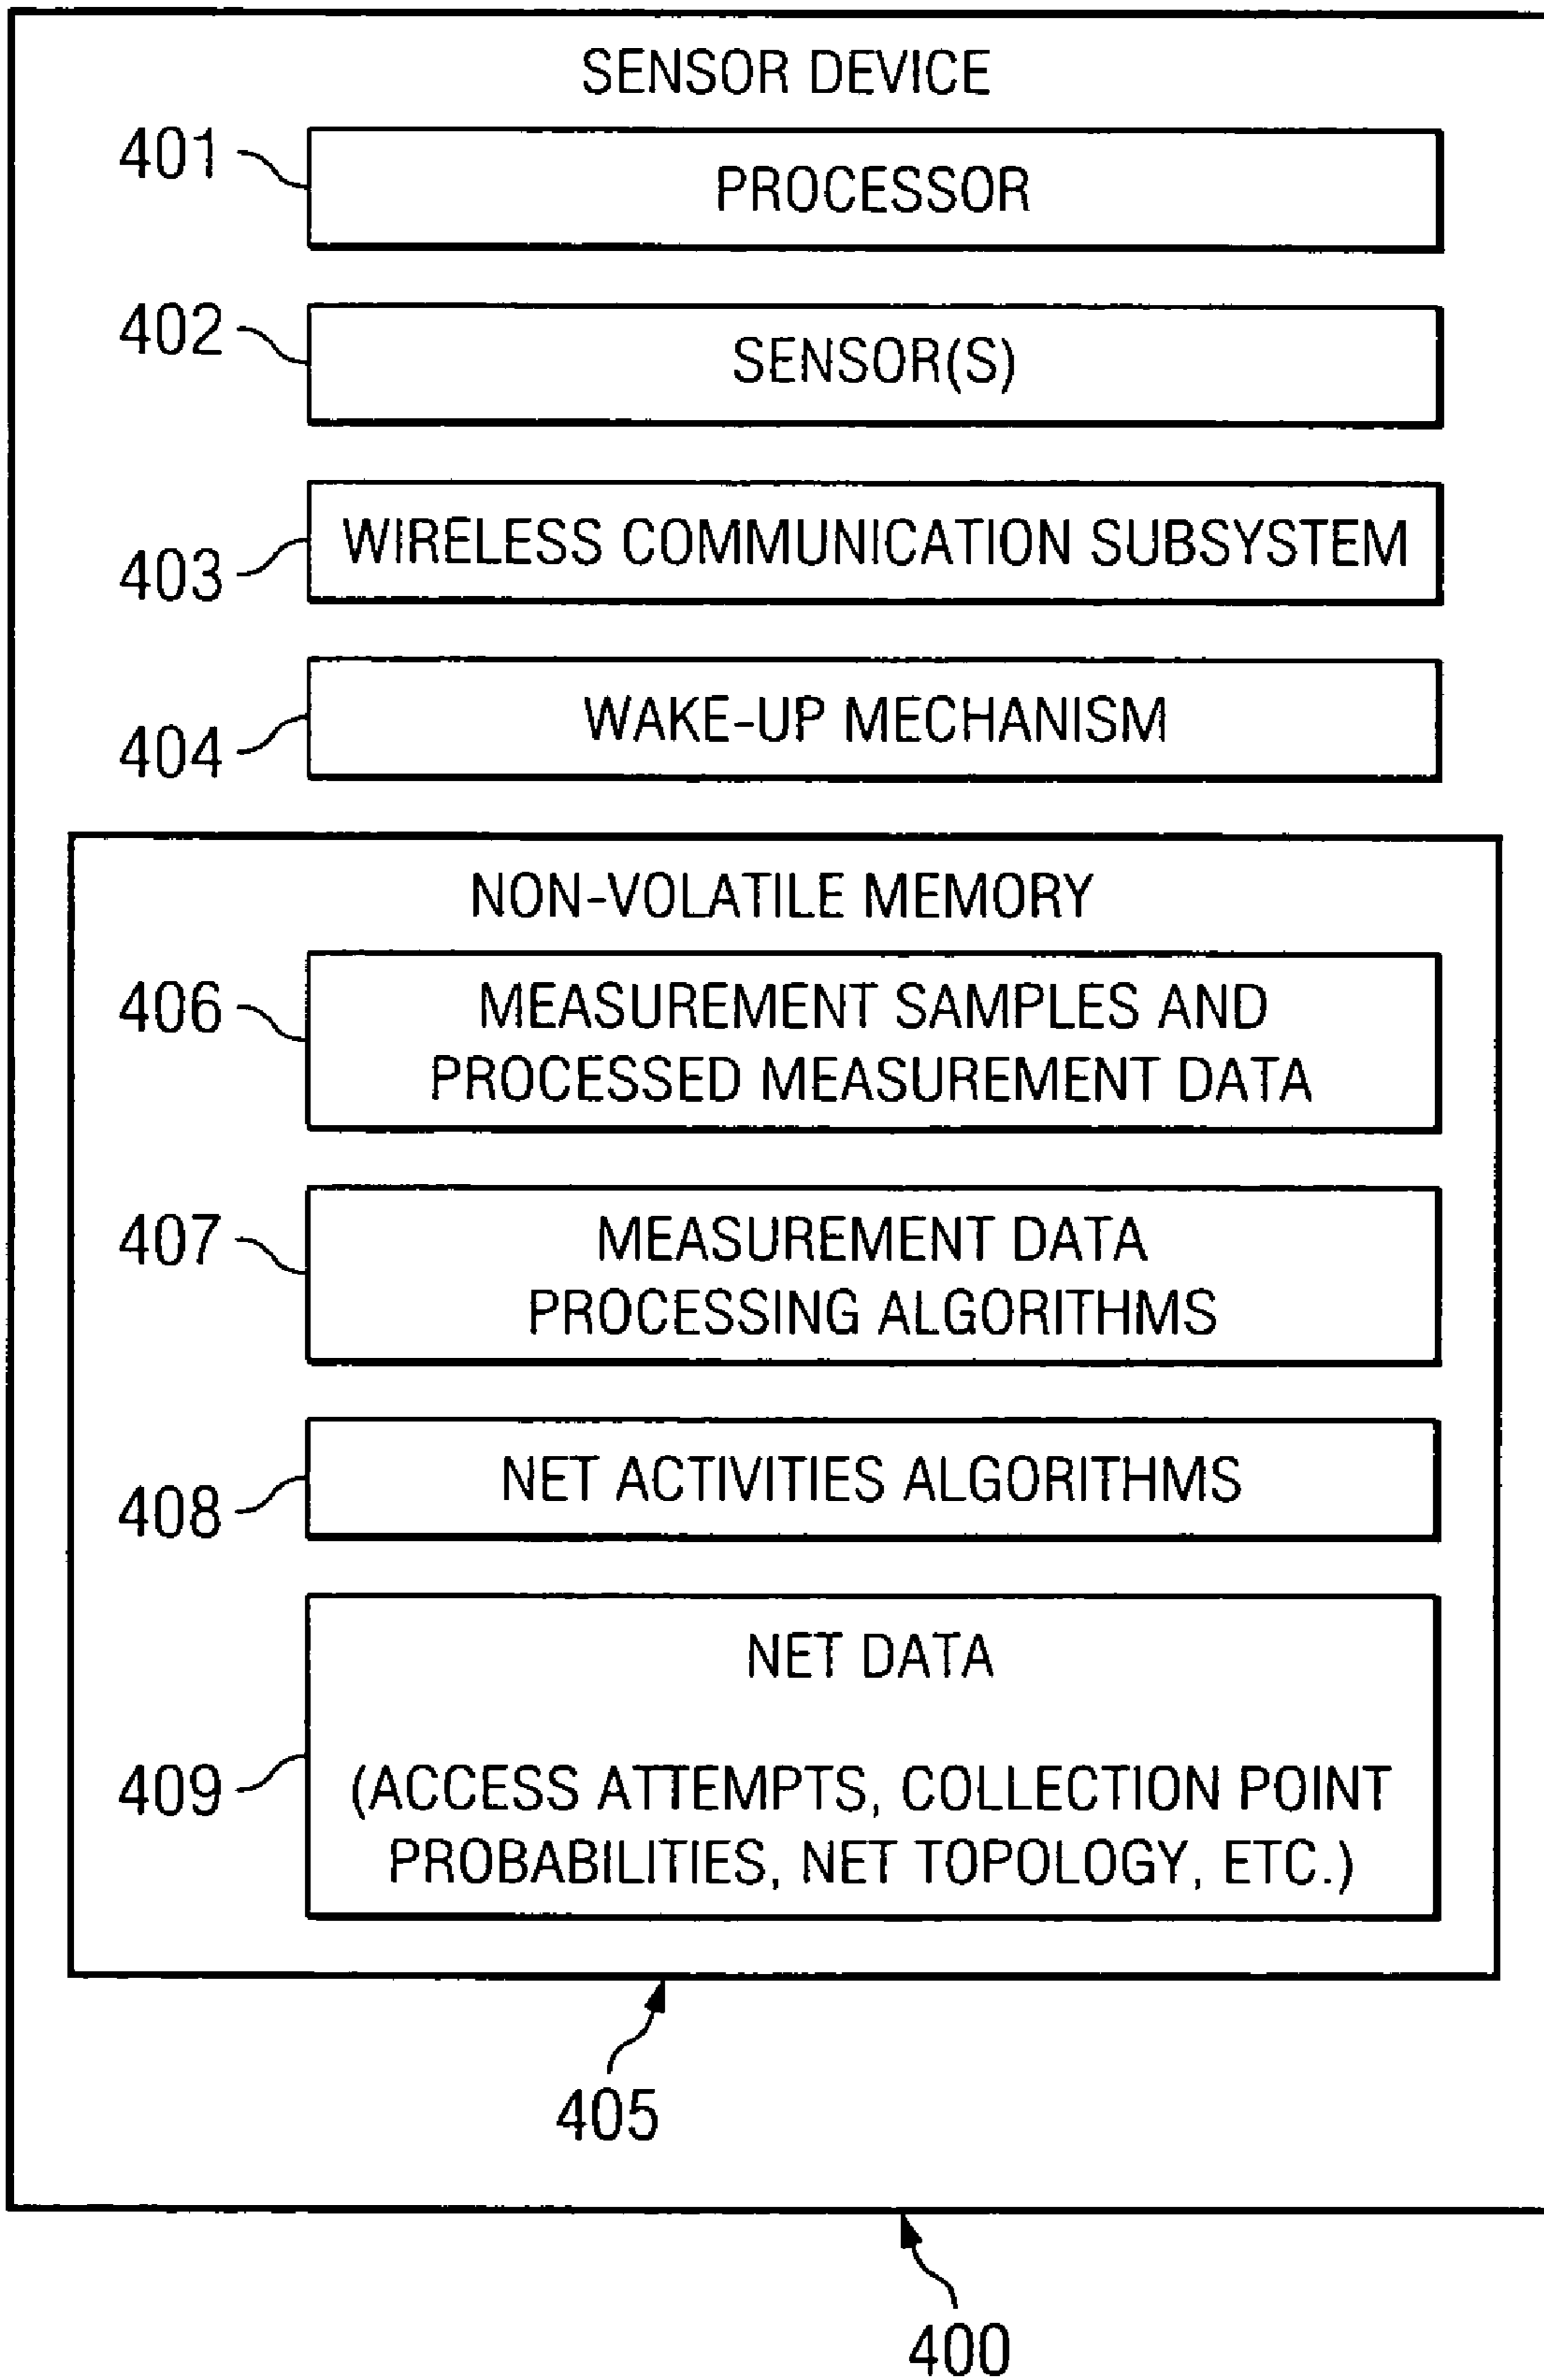 SENSOR DEVICE
401
PROCESSOR
402
SENSOR(S)
403
WIRELESS COMMUNICATION SUBSYSTEM
404
WAKE-UP MECHANISM
NON-VOLATILE MEMORY
406
MEASUREMENT SAMPLES AND
PROCESSED MEASUREMENT DATA
407
MEASUREMENT DATA
PROCESSING ALGORITHMS
408
NET ACTIVITIES ALGORITHMS
409
NET DATA
(ACCESS ATTEMPTS, COLLECTION POINT
PROBABILITIES, NET TOPOLOGY, ETC.)
405
400